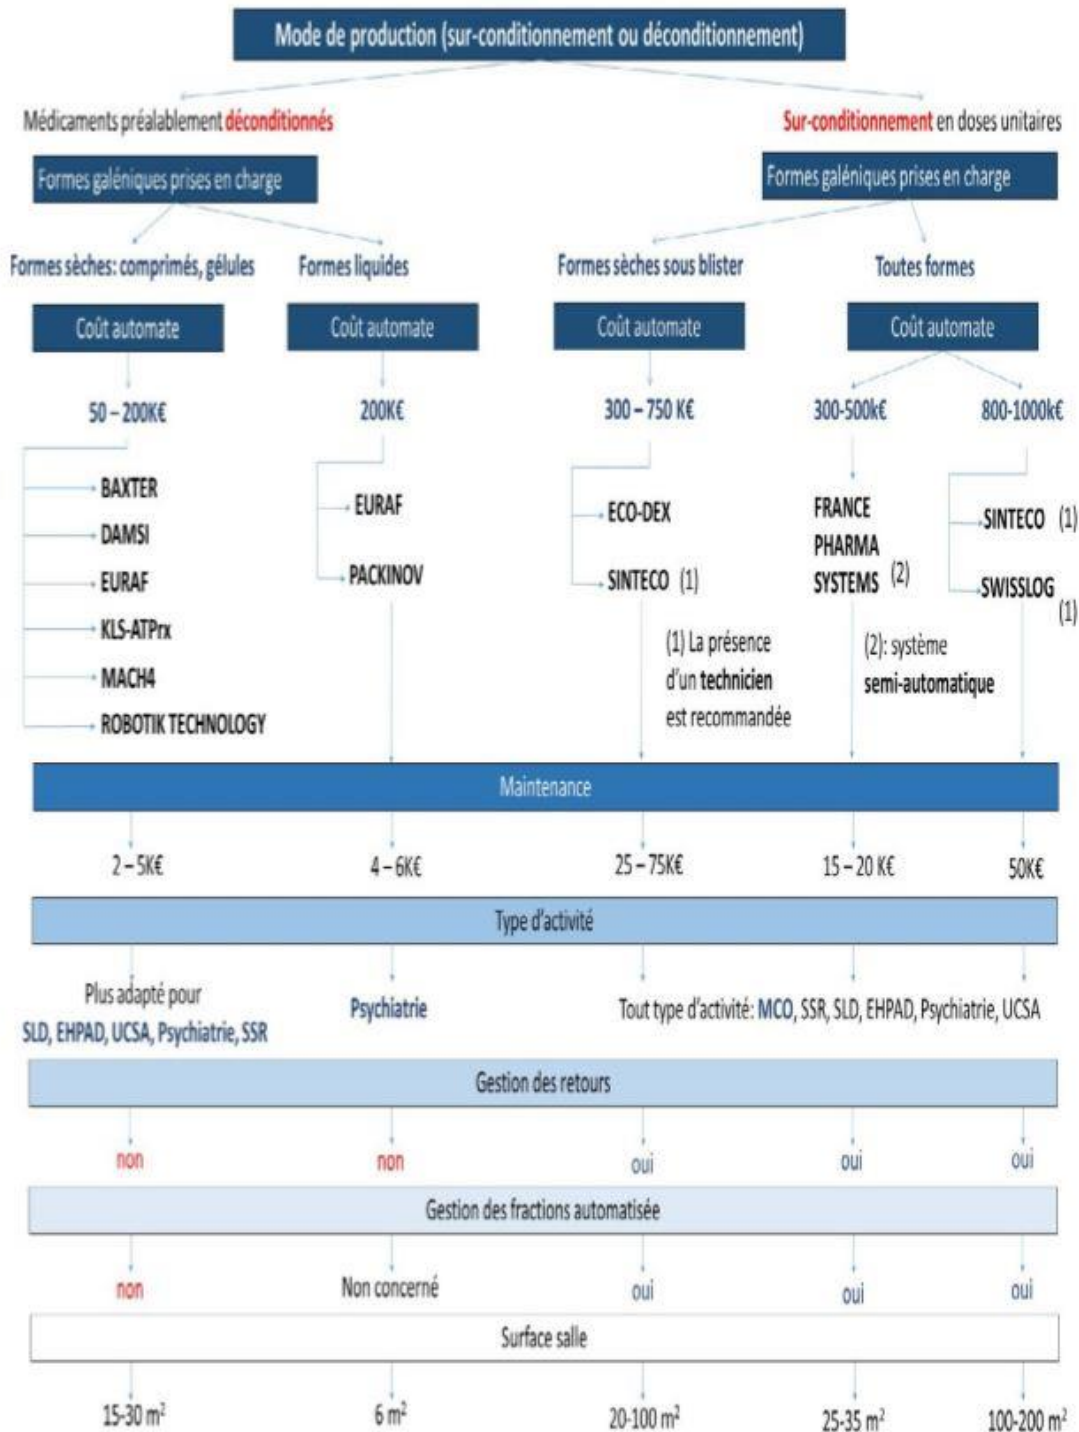 Mode de production (sur-conditionnement ou déconditionnement)
Médicaments préalablement déconditionnés
Sur-conditionnement en doses unitaires
Formes galéniques prises en charge
Formes galéniques prises en charge
Formes sèches: comprimés, gélules
Formes liquides
Formes sèches sous blister
Toutes formes
Coût automate
Coût automate
Coût automate
Coût automate
50 – 200K€
200K€
300 – 750 K€
300-500k€
800-1000k€
BAXTER
DAMSI
EURAF
KLS-ATPrx
MACH4
ROBOTIK TECHNOLOGY
EURAF
PACKINOV
ECO-DEX
SINTECO (1)
(1) La présence
d'un technicien
est recommandée
FRANCE
PHARMA
SYSTEMS (2)
(2): système
semi-automatique
SINTECO (1)
SWISSLOG
(1)
Maintenance
2 – 5K€
4 – 6K€
25 – 75K€
15 – 20 K€
50K€
Type d'activité
Plus adapté pour
SLD, EHPAD, UCSA, Psychiatrie, SSR
Psychiatrie
Tout type d'activité: MCO, SSR, SLD, EHPAD, Psychiatrie, UCSA
Gestion des retours
non
non
oui
oui
oui
Gestion des fractions automatisée
non
Non concerné
oui
oui
oui
Surface salle
15-30 m²
6 m²
20-100 m²
25-35 m²
100-200 m²